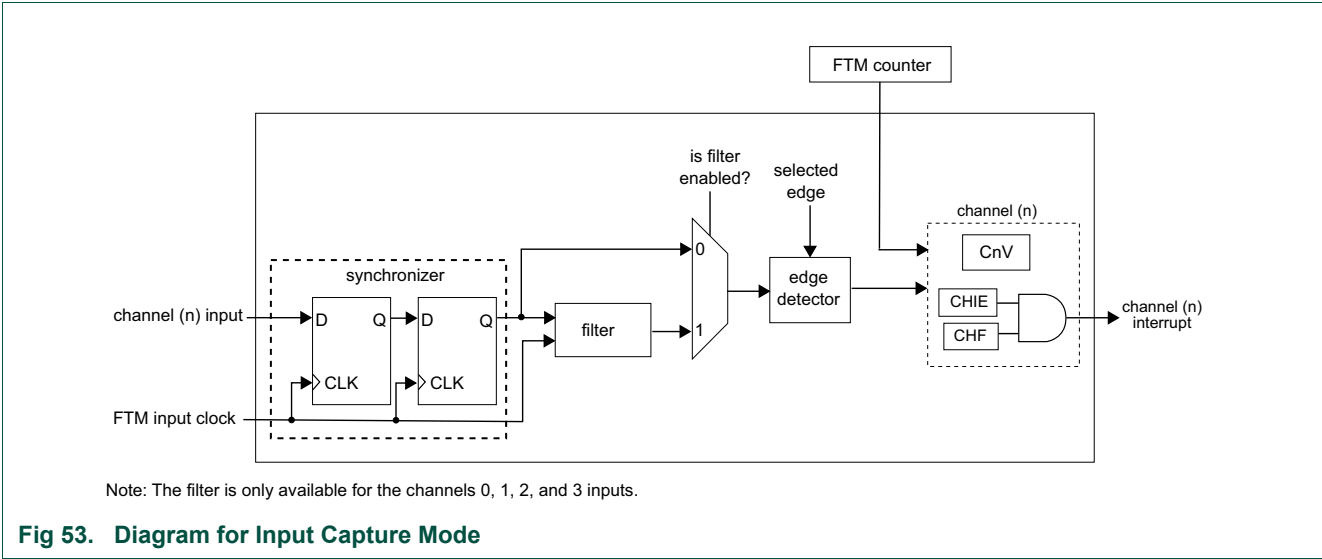 FTM counter
is filter
enabled?
selected
edge
channel (n)
CnV
synchronizer
0
edge
detector
channel (n) input
D
Q
D
Q
filter
1
CHIE
CHF
channel (n)
interrupt
CLK
CLK
FTM input clock
Note: The filter is only available for the channels 0, 1, 2, and 3 inputs.
Fig 53. Diagram for Input Capture Mode